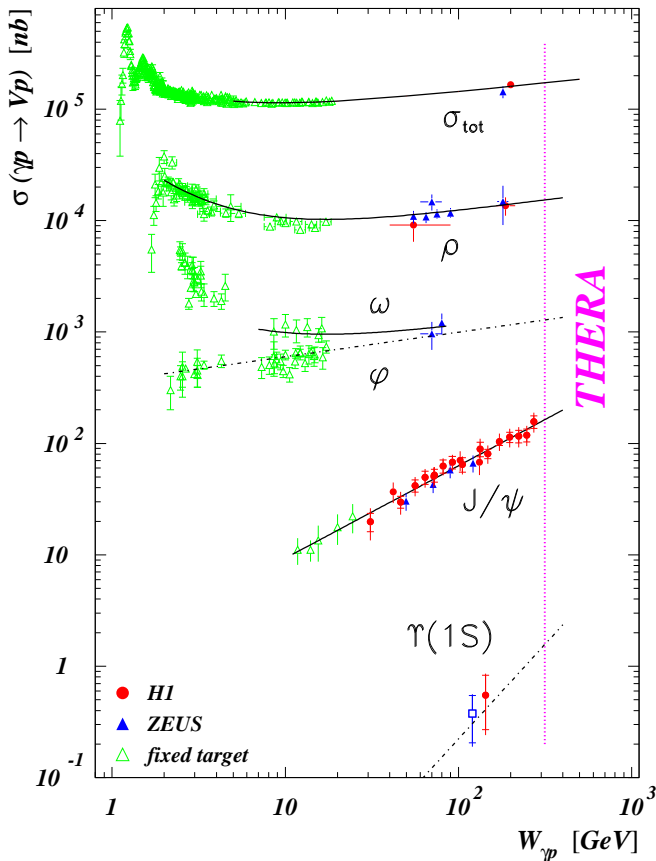 σ (γp → Vp) [nb]
10^5
10^4
10^3
10^2
10
1
10^-1
σ_tot
ρ
ω
φ
J/ψ
Υ(1S)
THERA
H1
ZEUS
fixed target
1
10
10^2
10^3
W_γp [GeV]